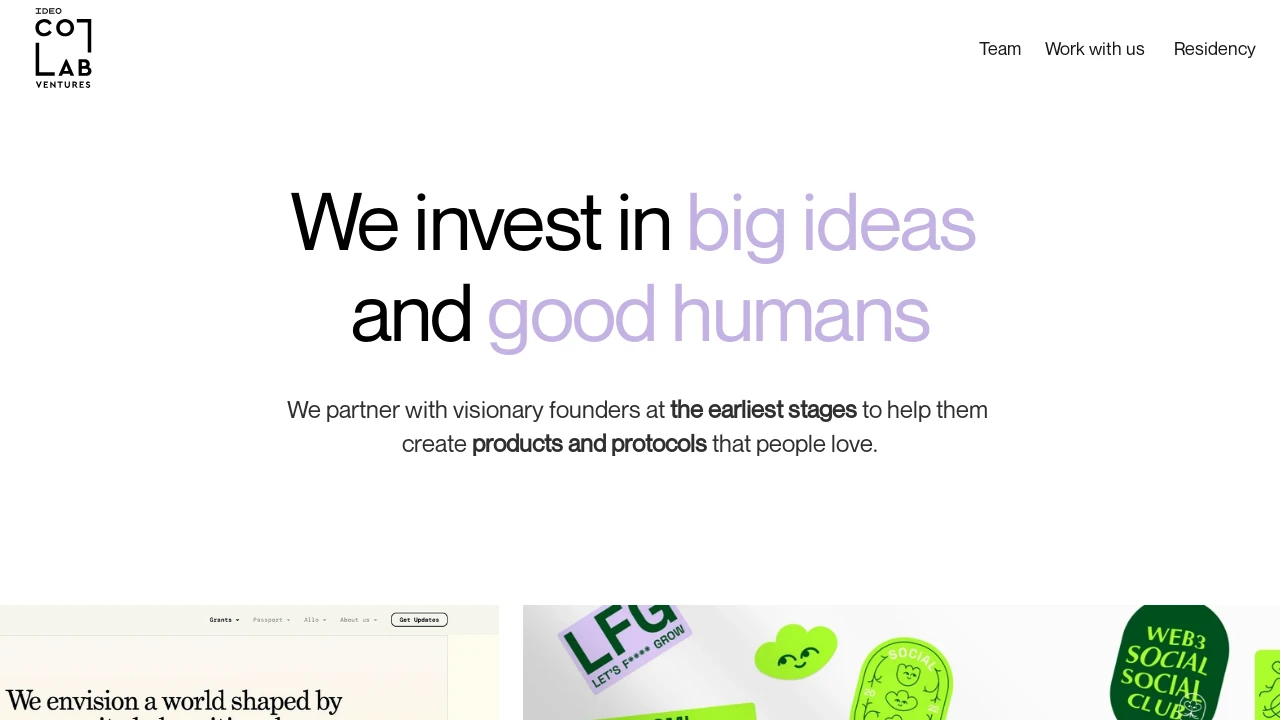 IDEO
CO
LAB
VENTURES
Team
Work with us
Residency
We invest in big ideas
and good humans
We partner with visionary founders at the earliest stages to help them
create products and protocols that people love.
Grants
Passport
Allo
About us
Get Updates
We envision a world shaped by
LFG
LET'S F**** GROW
SOCIAL
20
WEB3
SOCIAL
SOCIAL
CLUB